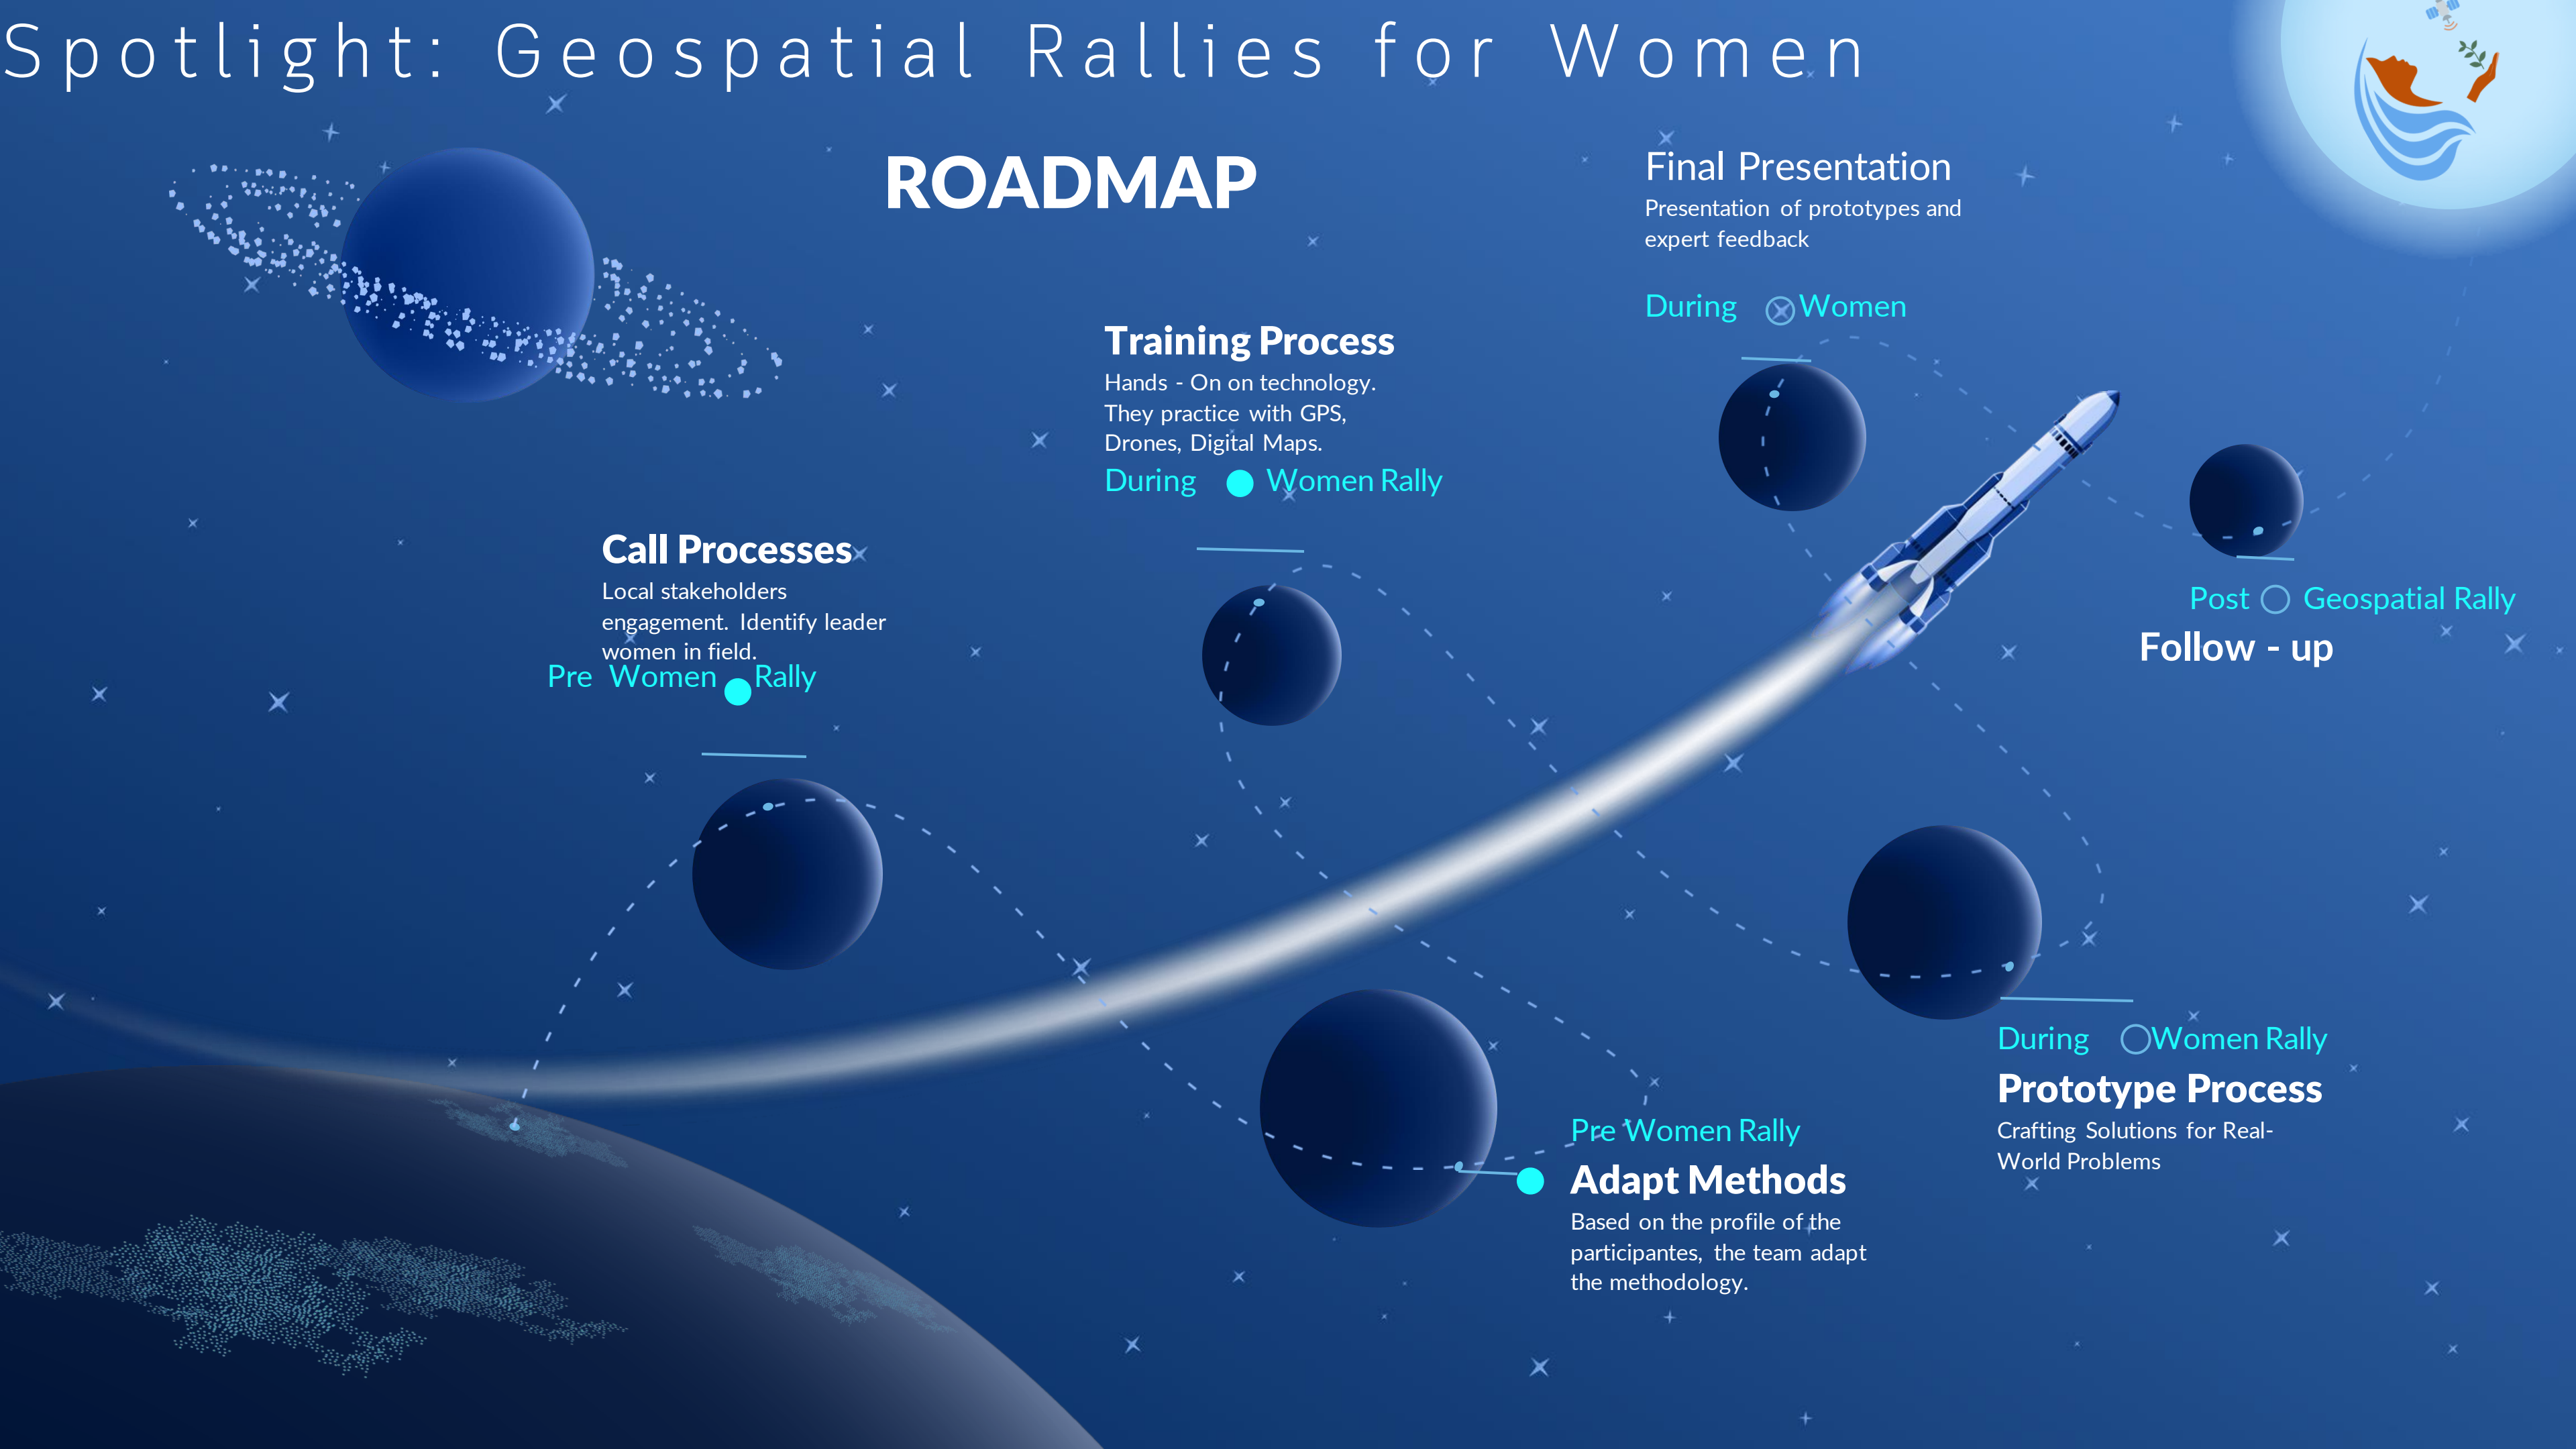 Spotlight: Geospatial Rallies for Women
ROADMAP
Final Presentation
Presentation of prototypes and
expert feedback
During Women
Training Process
Hands - On on technology.
They practice with GPS,
Drones, Digital Maps.
During Women Rally
Call Processes
Local stakeholders
engagement. Identify leader
women in field.
Pre Women Rally
Post Geospatial Rally
Follow - up
During Women Rally
Prototype Process
Crafting Solutions for Real-
World Problems
Pre Women Rally
Adapt Methods
Based on the profile of the
participantes, the team adapt
the methodology.